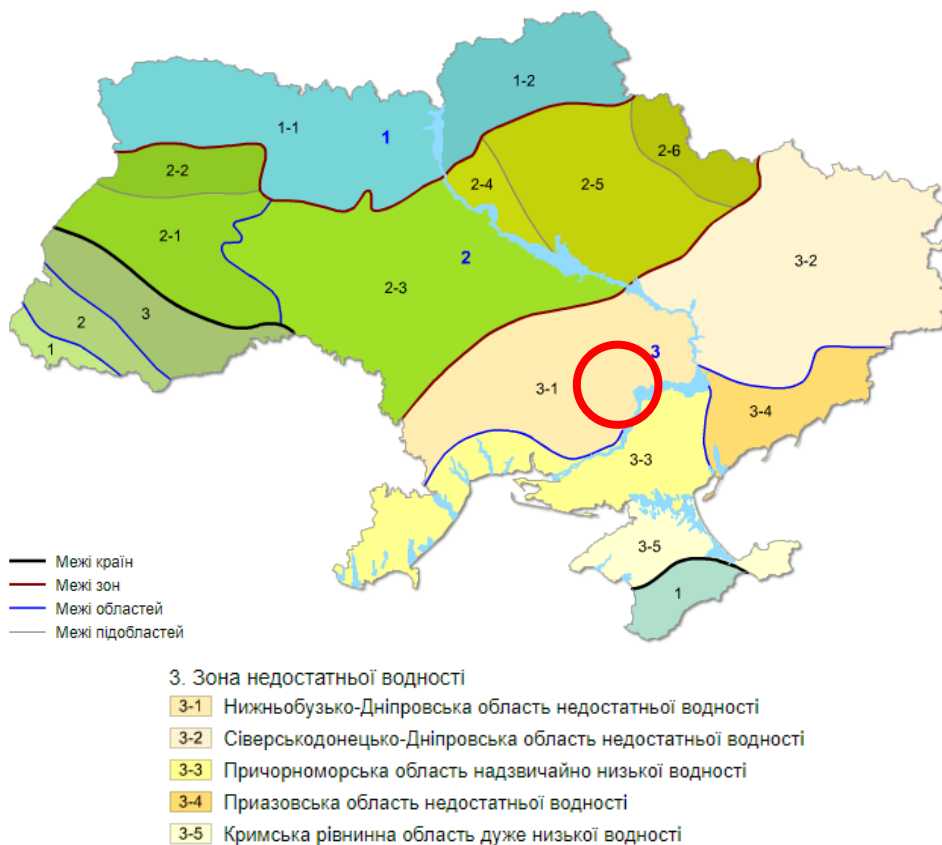 1-2
1-1
1
2-2
2-6
2-4
2-5
2-1
2
3-2
2-3
3
2
1
3
3-1
3-4
3-3
3-5
1
Межі країн
Межі зон
Межі областей
Межі підобластей
3. Зона недостатньої водності
3-1 Нижньобузько-Дніпровська область недостатньої водності
3-2 Сіверськодонецько-Дніпровська область недостатньої водності
3-3 Причорноморська область надзвичайно низької водності
3-4 Приазовська область недостатньої водності
3-5 Кримська рівнинна область дуже низької водності